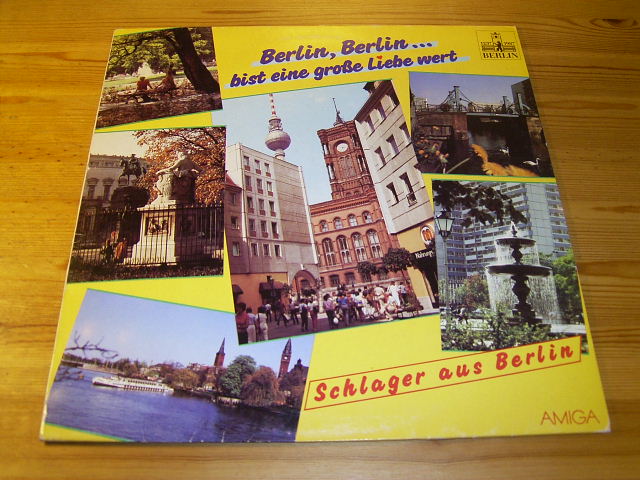 Berlin, Berlin...
bist eine große Liebe wert
BERLIN
Schlager aus Berlin
AMIGA